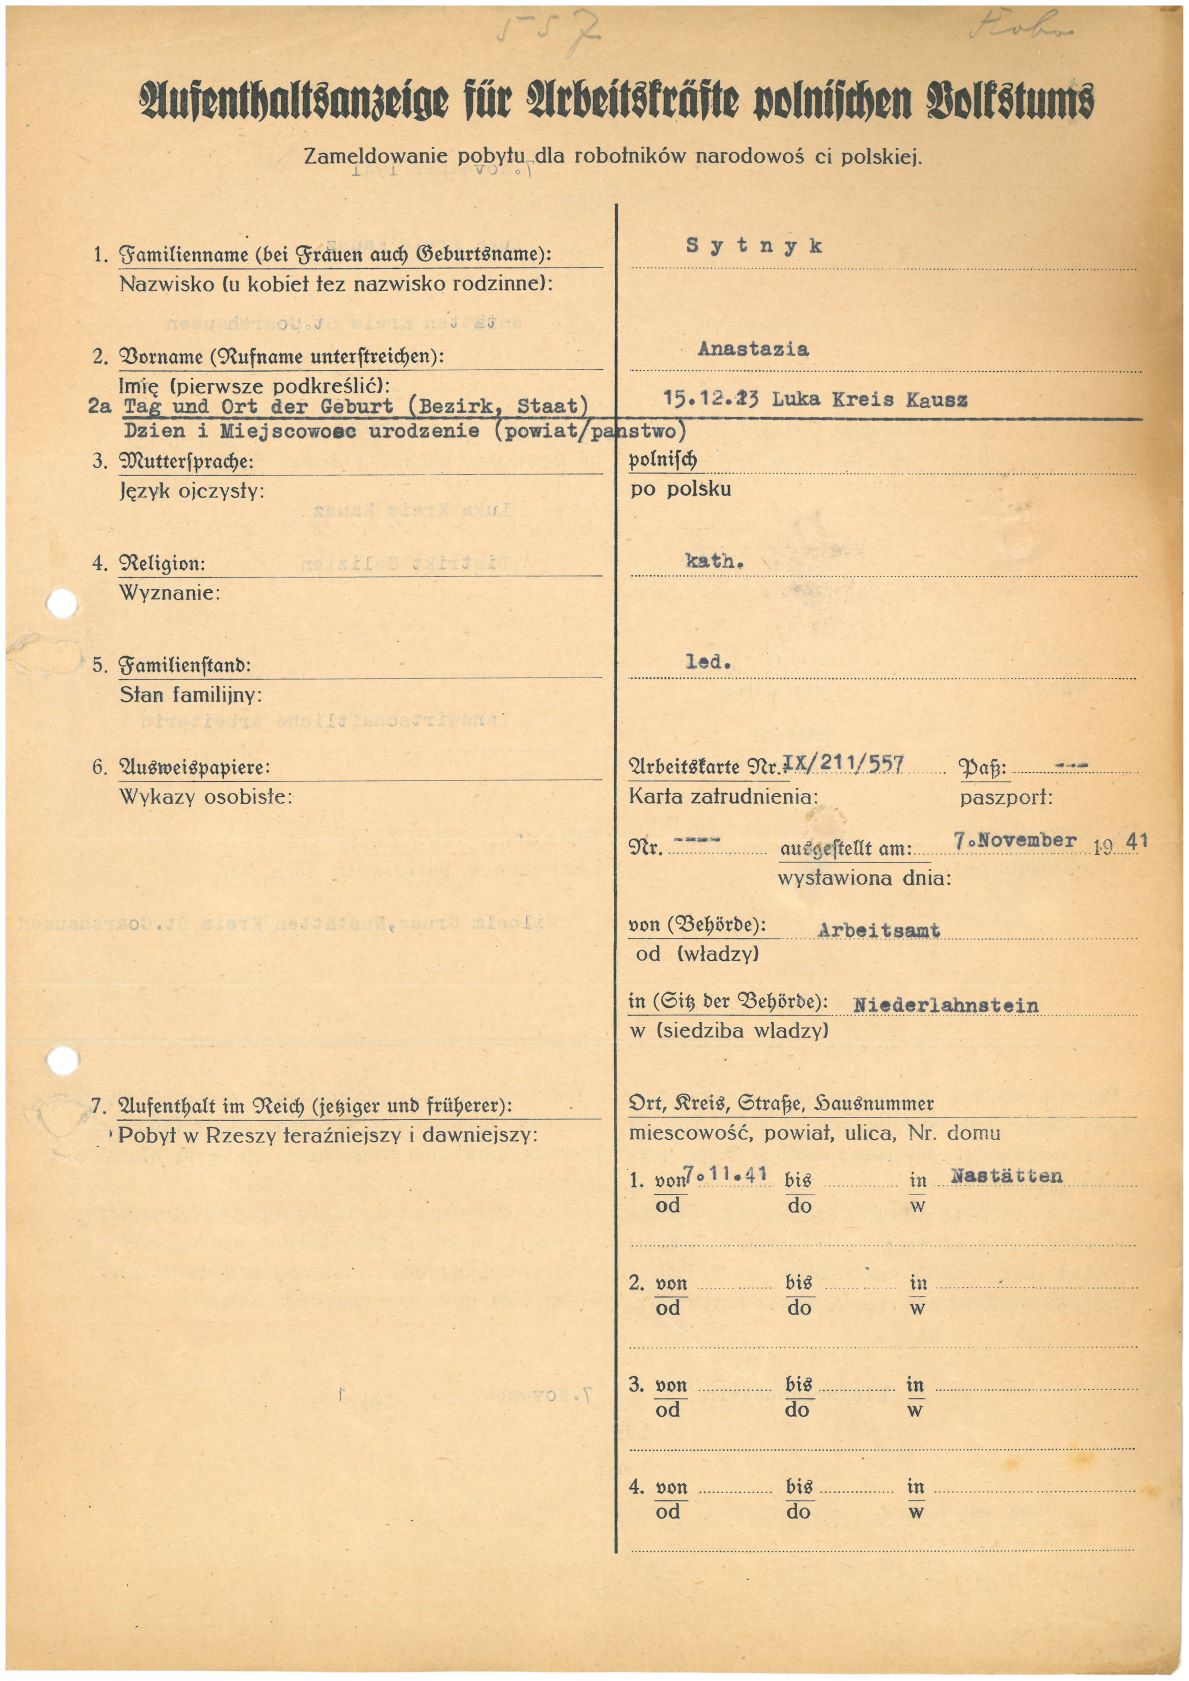 557
Aufenthaltsanzeige für Arbeitskräfte polnischen Volkstums
Zameldowanie pobytu dla robotników narodowoś ci polskiej.
1. Familienname (bei Frauen auch Geburtsname): Sytnyk
Nazwisko (u kobiet tez nazwisko rodzinne):
2. Vorname (Rufname unterstreichen): Anastazia
Imię (pierwsze podkreślić):
2a Tag und Ort der Geburt (Bezirk, Staat) 15.12.23 Luka Kreis Kausz
Dzien i Miejscowosc urodzenie (powiat/panstwo)
3. Muttersprache: polnisch
Język ojczysty: po polsku
4. Religion: kath.
Wyznanie:
5. Familienstand: led.
Stan familijny:
6. Ausweispapiere: Arbeitskarte Nr. IX/211/557 Paß: ---
Wykazy osobiste: Karta zatrudnienia: paszport:
Nr. ---- ausgestellt am: 7.November 19 41
wystawiona dnia:
von (Behörde): Arbeitsamt
od (władzy)
in (Sitz der Behörde): Niederlahnstein
w (siedziba wladzy)
7. Aufenthalt im Reich (jetziger und früherer): Ort, Kreis, Straße, Hausnummer
Pobyt w Rzeszy teraźniejszy i dawniejszy: miescowość, powiat, ulica, Nr. domu
1. von 7.11.41 bis in Nastätten
od do w
2. von bis in
od do w
3. von bis in
od do w
4. von bis in
od do w